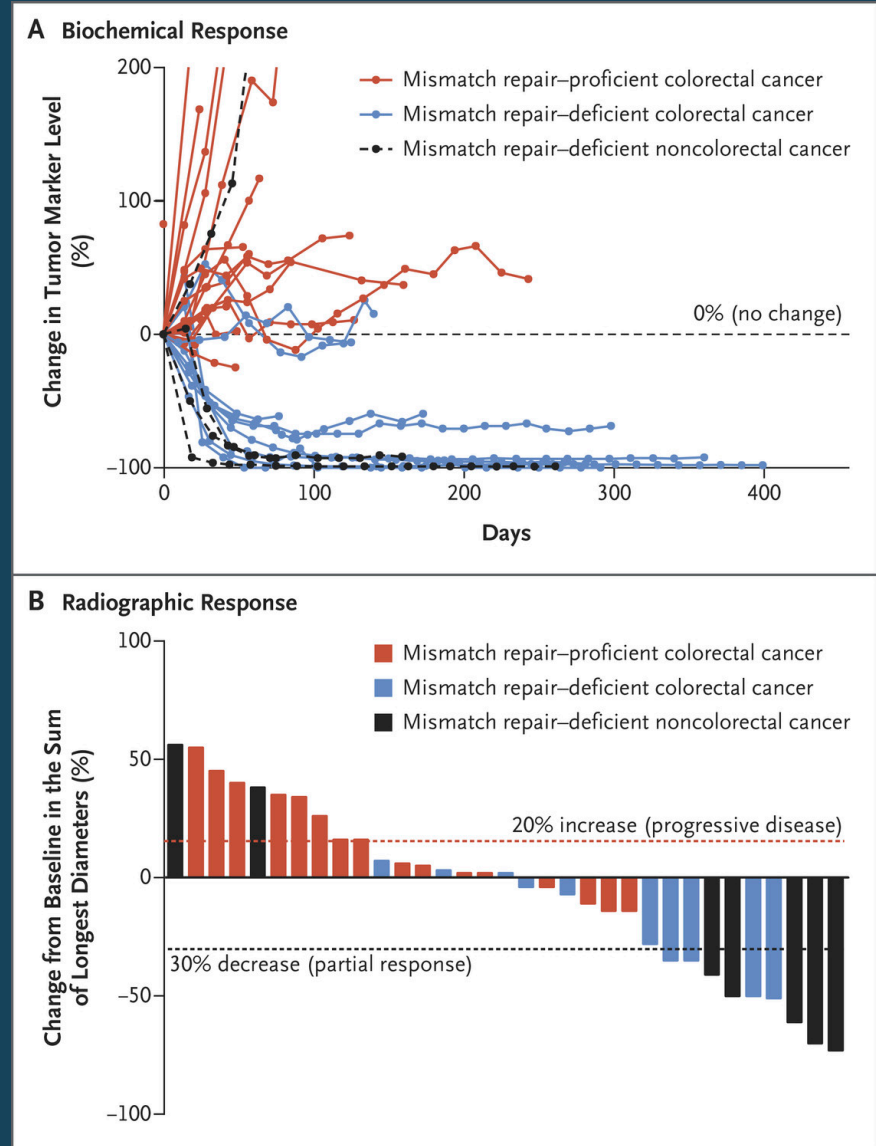 A Biochemical Response
200
100
0
–100
Change in Tumor Marker Level
(%)
Mismatch repair–proficient colorectal cancer
Mismatch repair–deficient colorectal cancer
Mismatch repair–deficient noncolorectal cancer
0% (no change)
0 100 200 300 400
Days
B Radiographic Response
100
50
0
–50
–100
Change from Baseline in the Sum
of Longest Diameters (%)
Mismatch repair–proficient colorectal cancer
Mismatch repair–deficient colorectal cancer
Mismatch repair–deficient noncolorectal cancer
20% increase (progressive disease)
30% decrease (partial response)